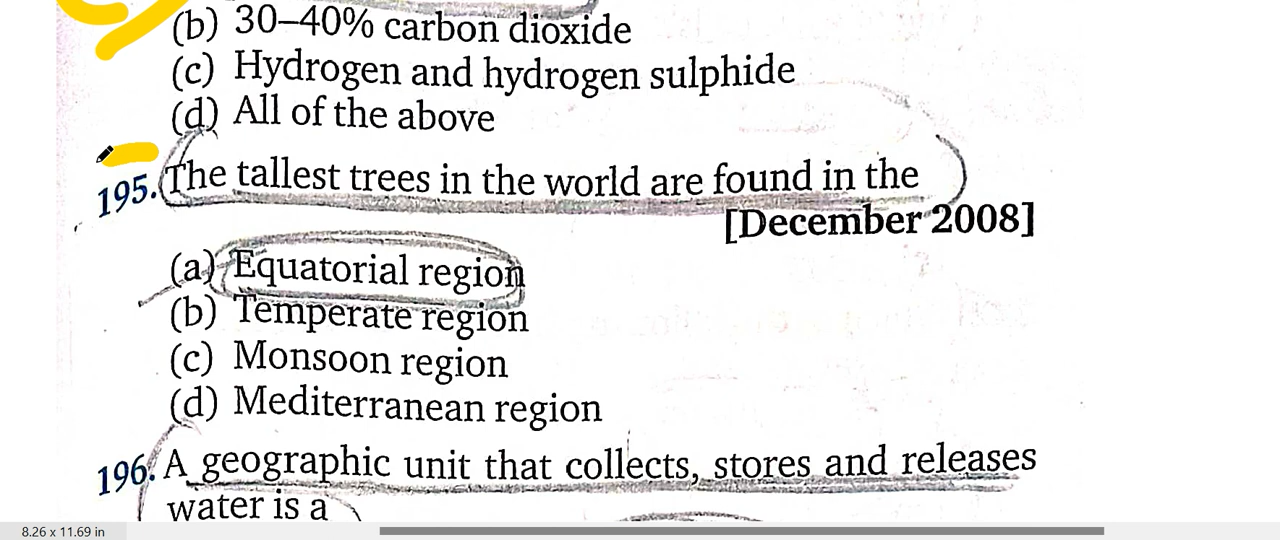 (b) 30–40% carbon dioxide
(c) Hydrogen and hydrogen sulphide
(d) All of the above
195. The tallest trees in the world are found in the
[December 2008]
(a) Equatorial region
(b) Temperate region
(c) Monsoon region
(d) Mediterranean region
196. A geographic unit that collects, stores and releases
water is a
8.26 x 11.69 in